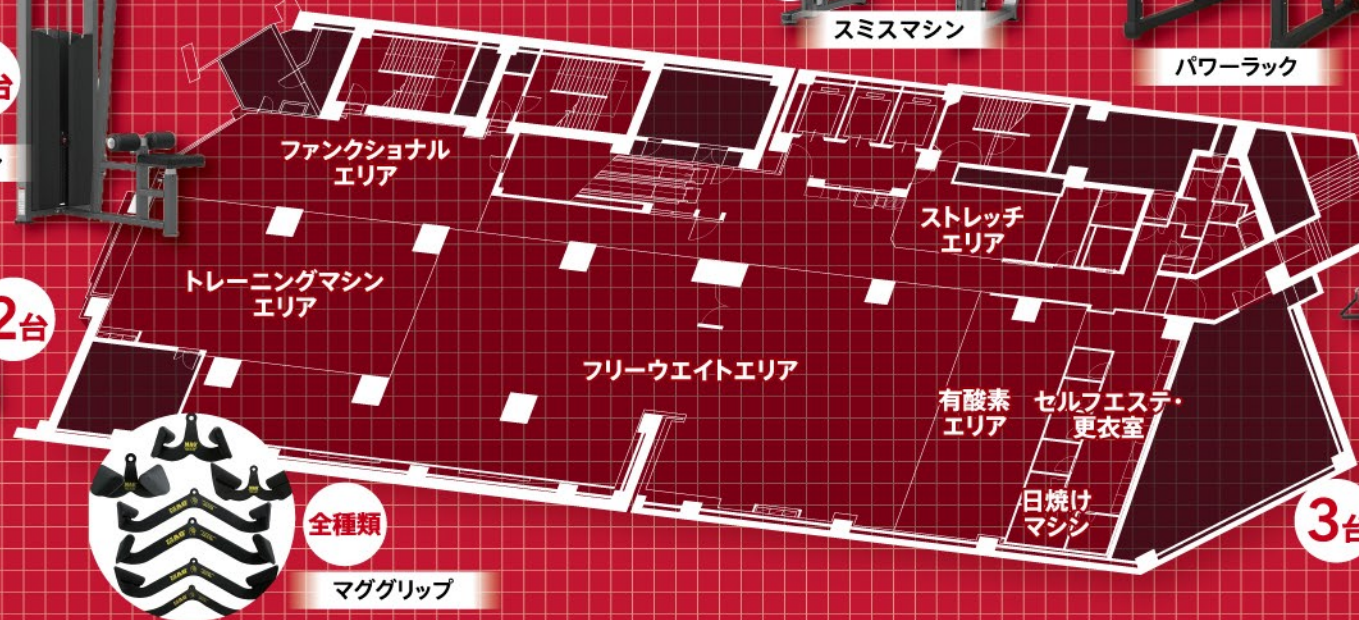 スミスマシン
パワーラック
台
ファンクショナル
エリア
ストレッチ
エリア
トレーニングマシン
エリア
2台
フリーウエイトエリア
有酸素
エリア
セルフエステ・
更衣室
日焼け
マシン
全種類
3台
マググリップ